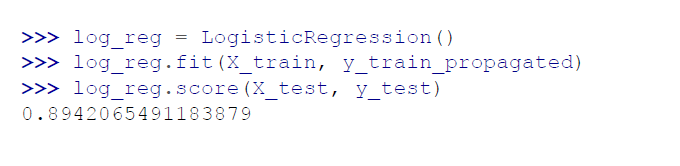 >>> log_reg = LogisticRegression()
>>> log_reg.fit(X_train, y_train_propagated)
>>> log_reg.score(X_test, y_test)
0.8942065491183879